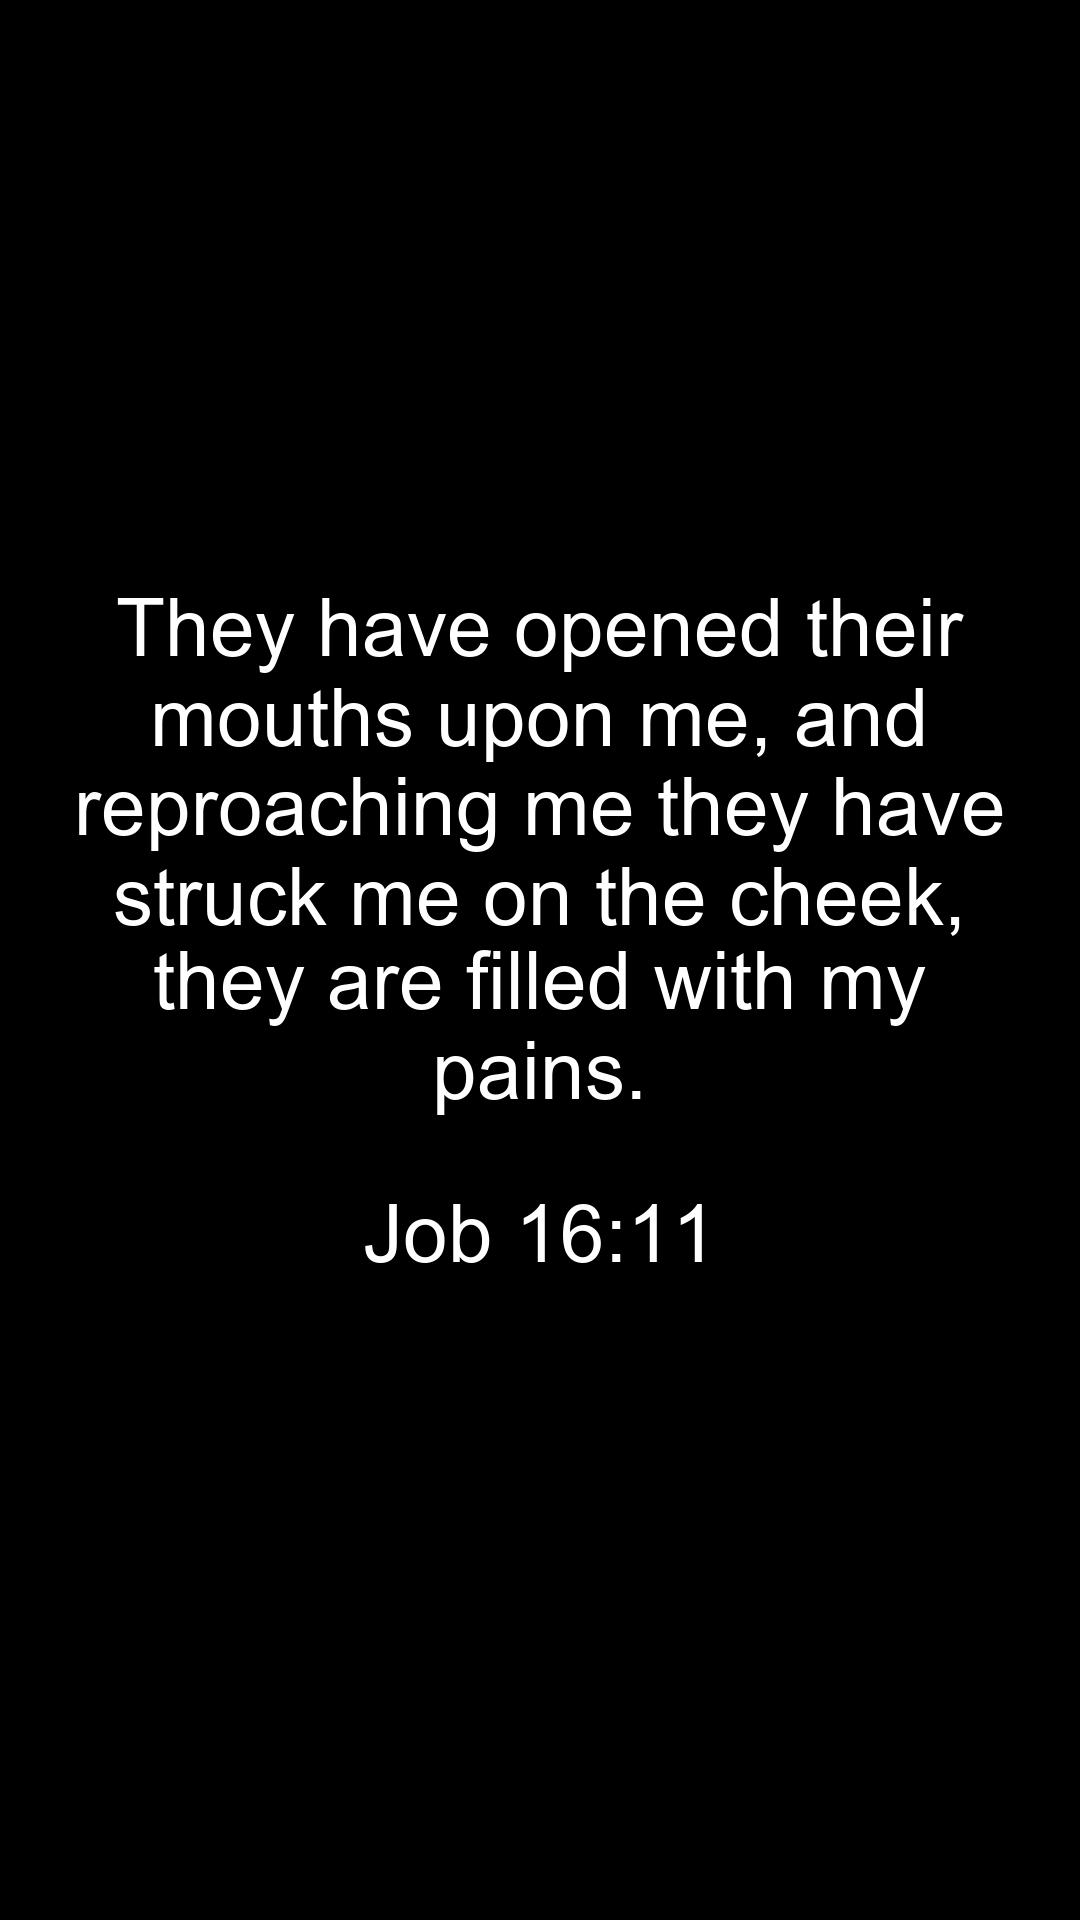 They have opened their
mouths upon me, and
reproaching me they have
struck me on the cheek,
they are filled with my
pains.
Job 16:11